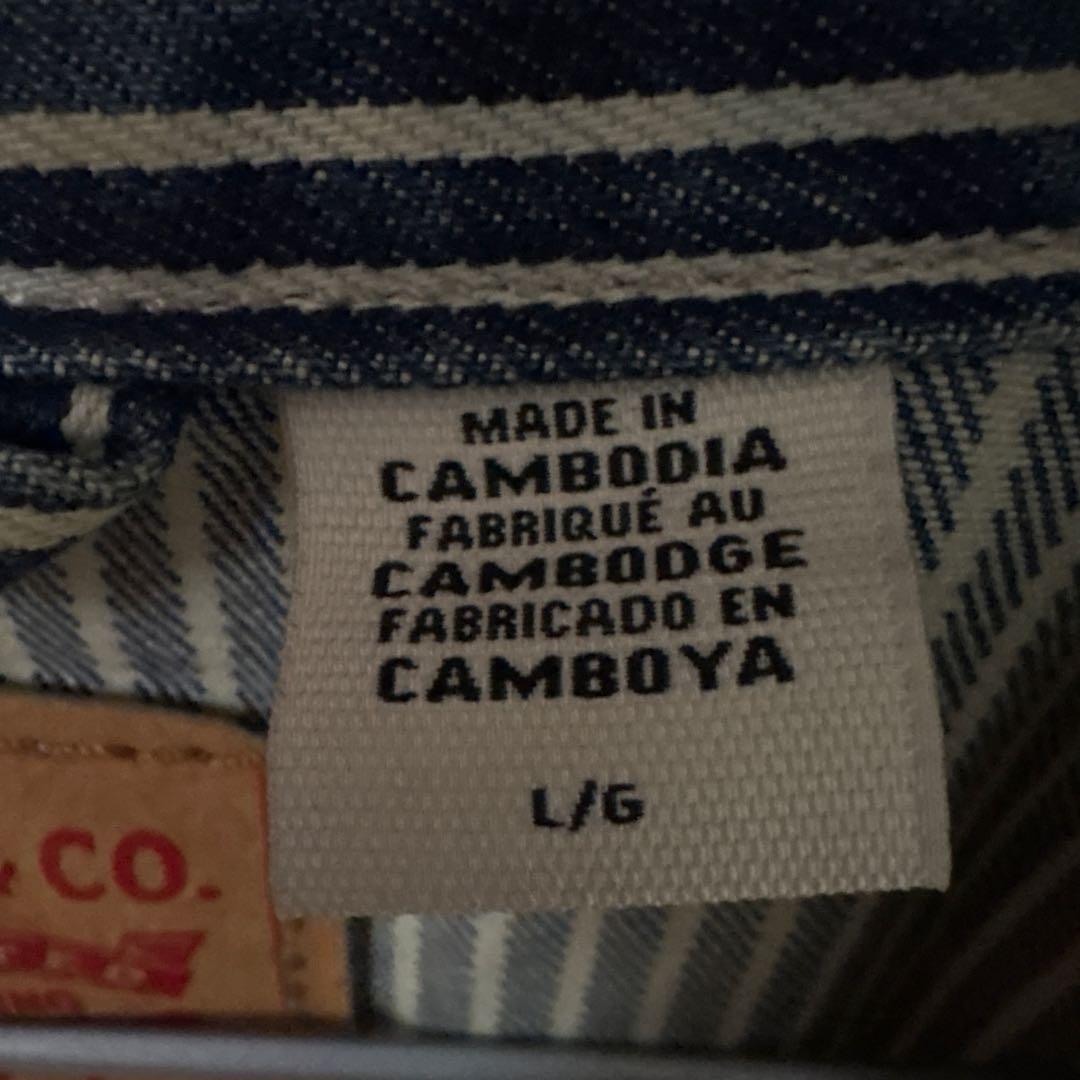 MADE IN
CAMBODIA
FABRIQUÉ AU
CAMBODGE
FABRICADO EN
CAMBOYA
L/G
& CO.